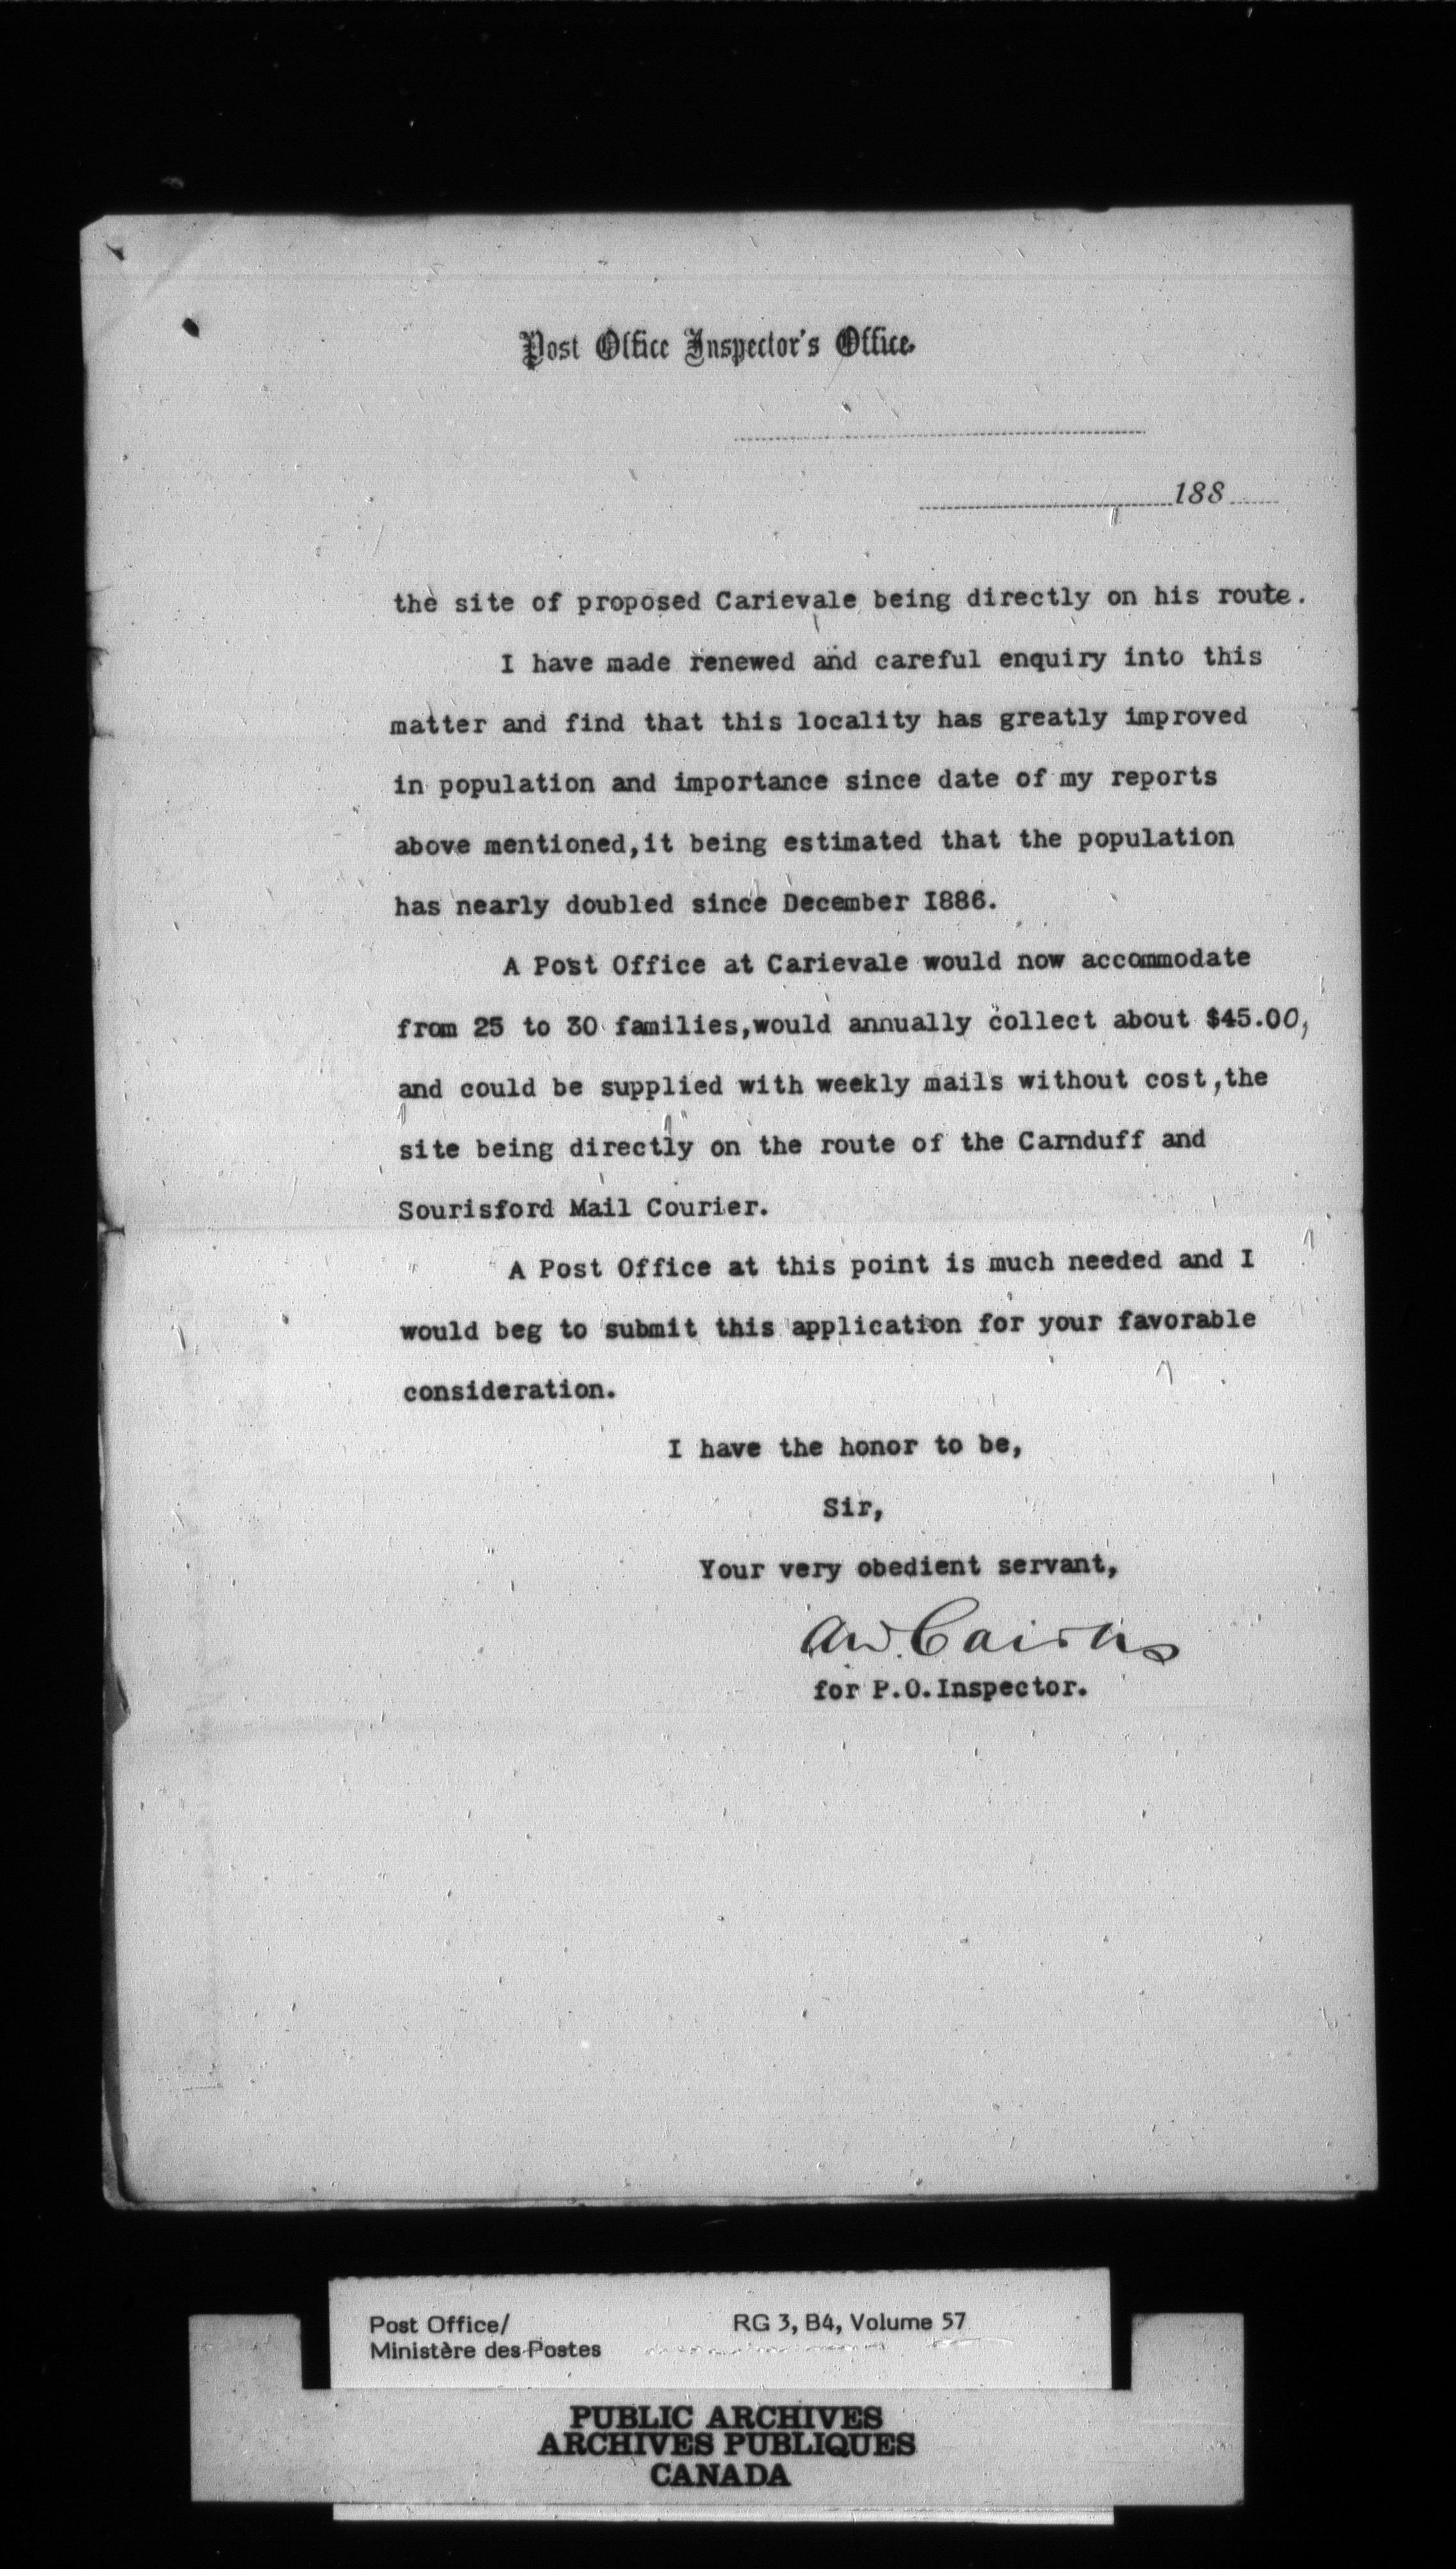 Post Office Inspector's Office.
188
the site of proposed Carievale being directly on his route.
I have made renewed and careful enquiry into this
matter and find that this locality has greatly improved
in population and importance since date of my reports
above mentioned,it being estimated that the population
has nearly doubled since December I886.
A Post Office at Carievale would now accommodate
from 25 to 30 families,would annually collect about $45.00,
and could be supplied with weekly mails without cost,the
site being directly on the route of the Carnduff and
Sourisford Mail Courier.
A Post Office at this point is much needed and I
would beg to submit this application for your favorable
consideration.
I have the honor to be,
Sir,
Your very obedient servant,
AW. Cairns
for P.O.Inspector.
Post Office/ RG 3, B4, Volume 57
Ministère des Postes
PUBLIC ARCHIVES
ARCHIVES PUBLIQUES
CANADA